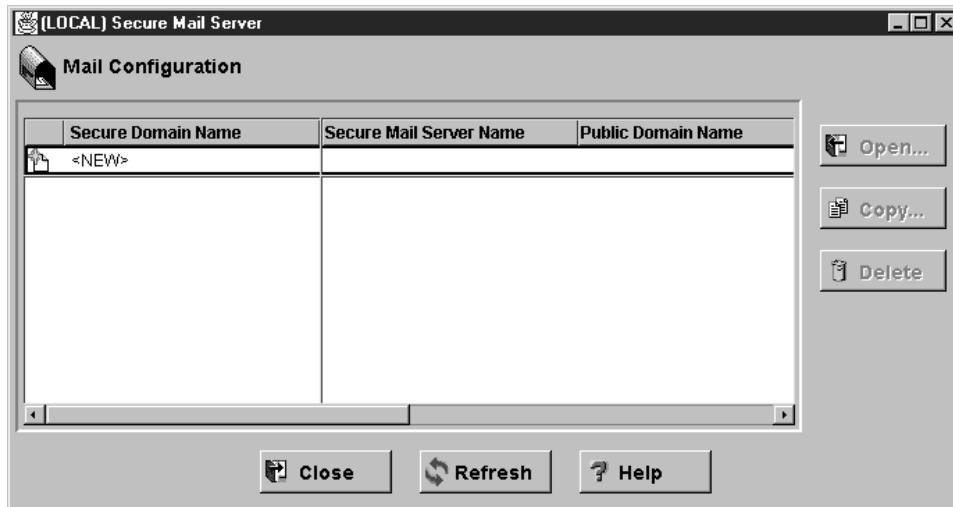 (LOCAL) Secure Mail Server
Mail Configuration
Secure Domain Name Secure Mail Server Name Public Domain Name
<NEW>
Open...
Copy...
Delete
Close Refresh Help